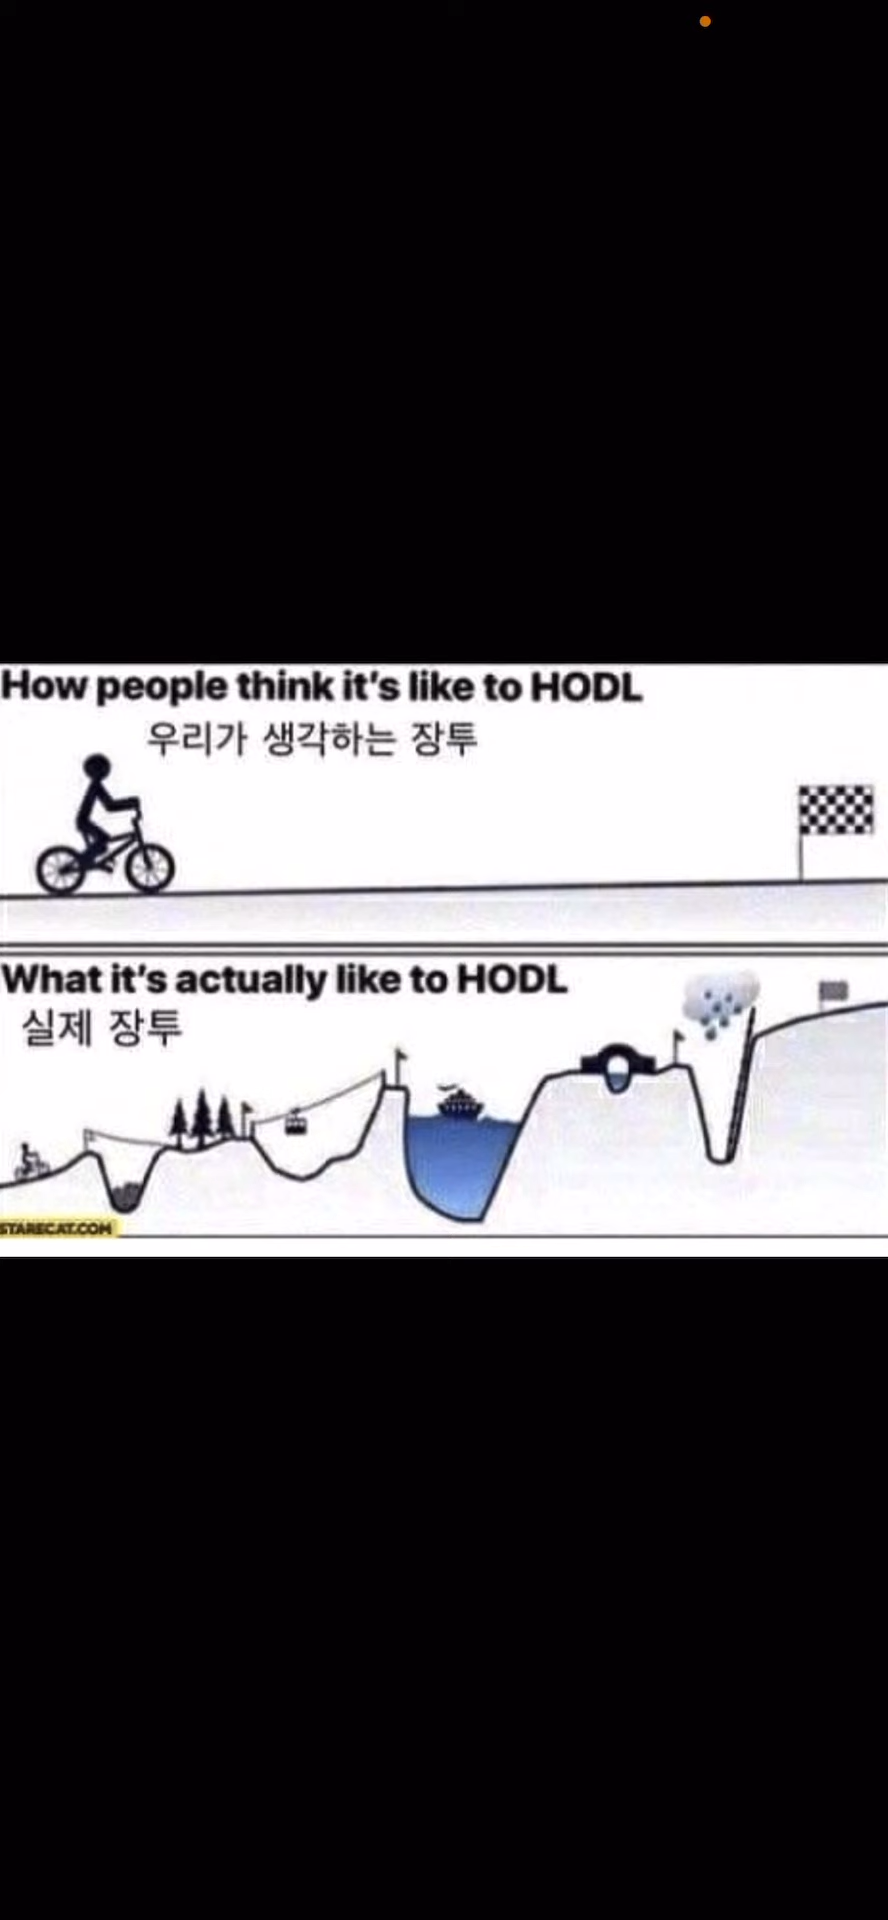 How people think it's like to HODL
우리가 생각하는 장투
What it's actually like to HODL
실제 장투
STARECAT.COM